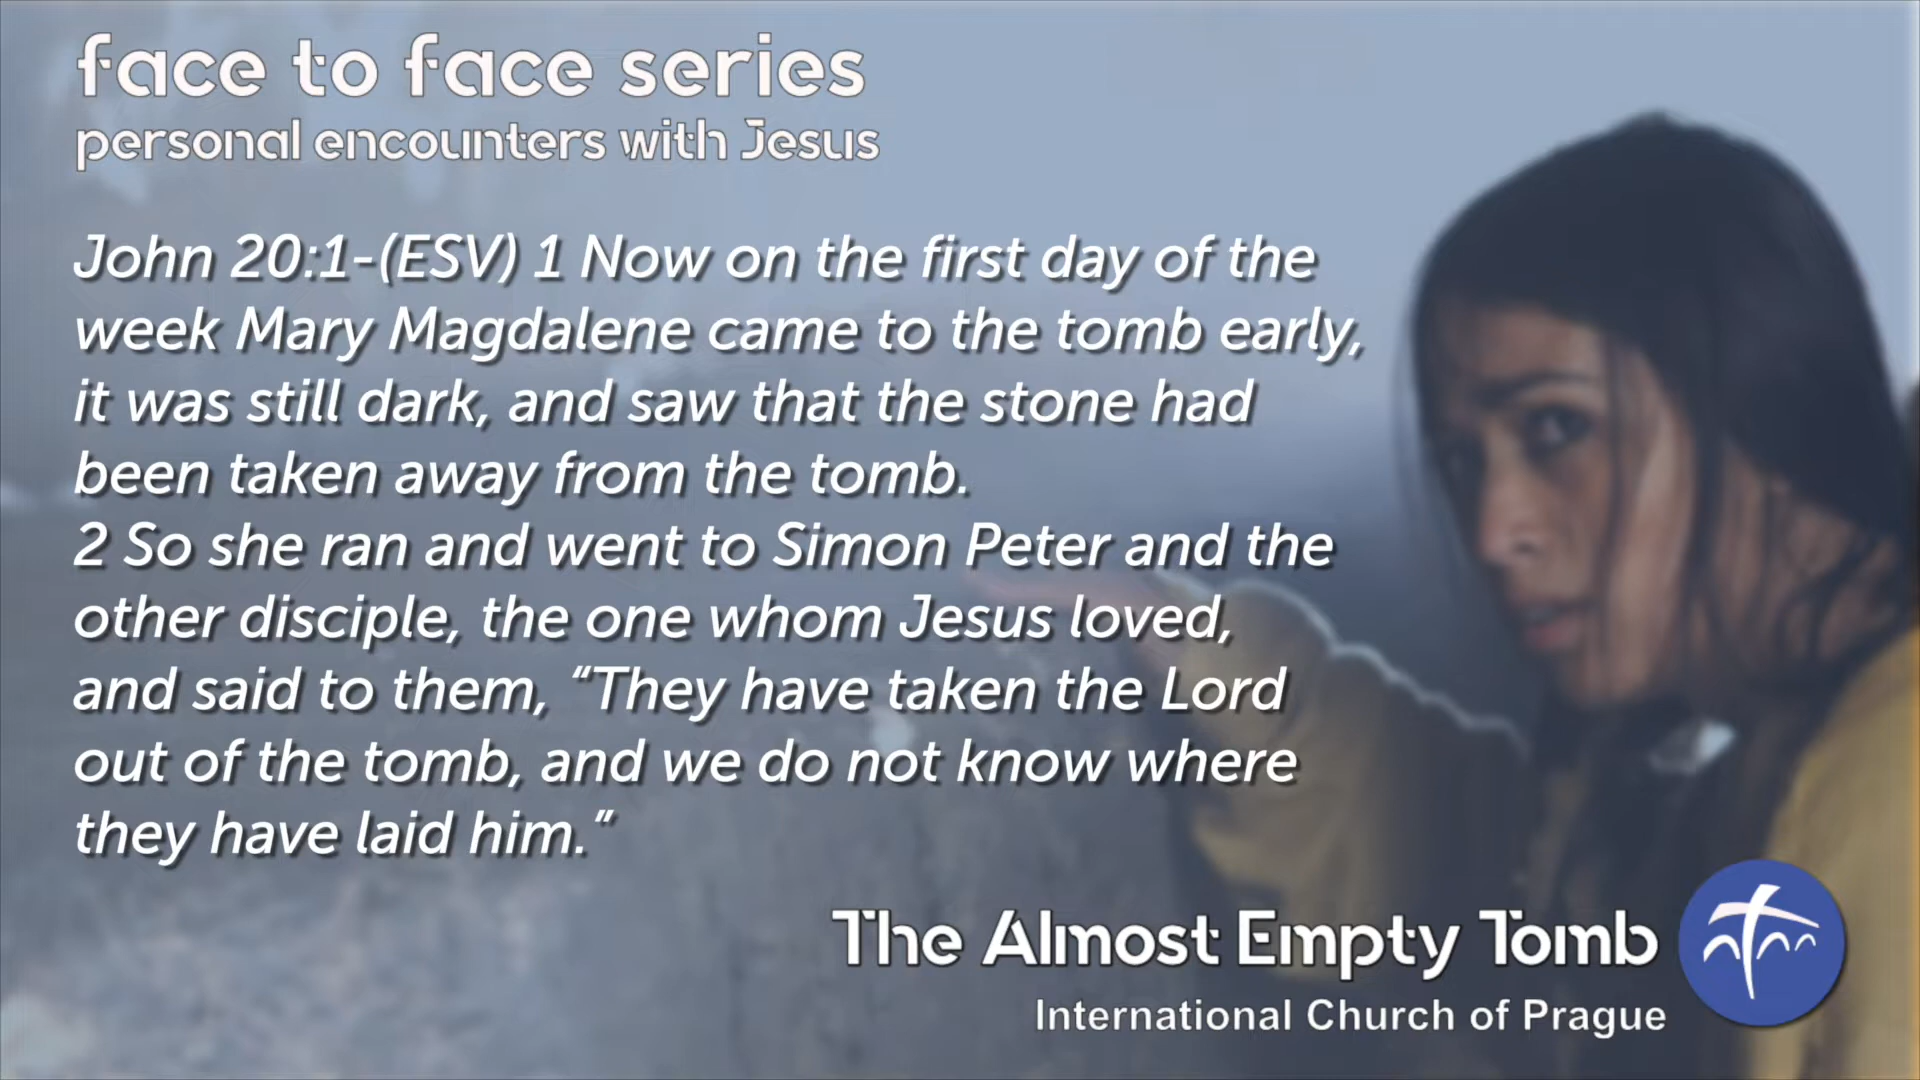 face to face series
personal encounters with Jesus
John 20:1-(ESV) 1 Now on the first day of the
week Mary Magdalene came to the tomb early,
it was still dark, and saw that the stone had
been taken away from the tomb.
2 So she ran and went to Simon Peter and the
other disciple, the one whom Jesus loved,
and said to them, “They have taken the Lord
out of the tomb, and we do not know where
they have laid him.”
The Almost Empty Tomb
International Church of Prague